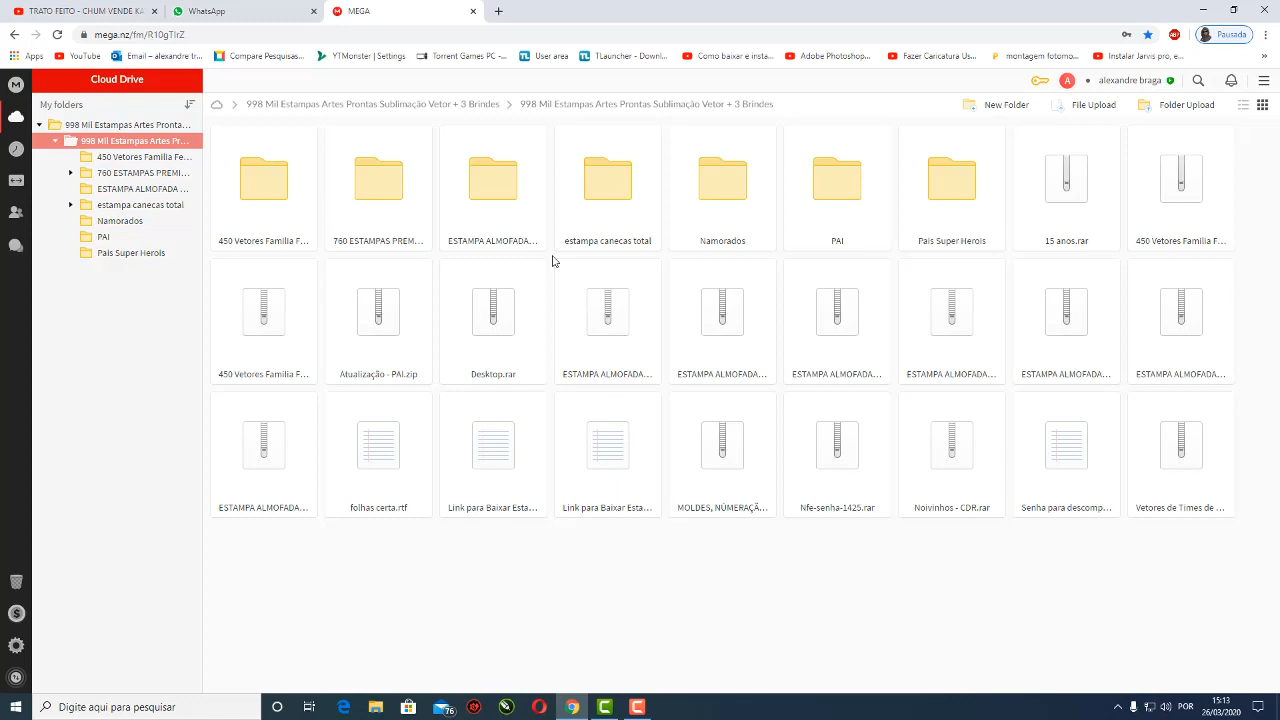 TRATO FEITO - CHUM VENDE KA
WhatsApp
MEGA
mega.nz/fm/R10gTIrZ
Pausada
Apps
YouTube
Email – alexandre tr...
Compare Pesquisas...
YTMonster | Settings
Torrent Games PC -...
User area
TLauncher - Downl...
Como baixar e insta...
Adobe Photoshop...
Fazer Caricatura Us...
montagem fotomo...
Instalar Jarvis pro, e...
Cloud Drive
alexandre braga
My folders
998 Mil Estampas Artes Prontas Sublimação Vetor + 3 Brindes
998 Mil Estampas Artes Prontas Sublimação Vetor + 3 Brindes
New Folder
File Upload
Folder Upload
998 Mil Estampas Artes Pronta...
998 Mil Estampas Artes Pr...
450 Vetores Familia Fe...
760 ESTAMPAS PREMI...
ESTAMPA ALMOFADA ...
estampa canecas total
Namorados
PAI
Pais Super Herois
450 Vetores Familia F...
760 ESTAMPAS PREM...
ESTAMPA ALMOFADA...
estampa canecas total
Namorados
PAI
Pais Super Herois
15 anos.rar
450 Vetores Familia F...
450 Vetores Familia F...
Atualização - PAI.zip
Desktop.rar
ESTAMPA ALMOFADA...
ESTAMPA ALMOFADA...
ESTAMPA ALMOFADA...
ESTAMPA ALMOFADA...
ESTAMPA ALMOFADA...
ESTAMPA ALMOFADA...
ESTAMPA ALMOFADA...
folhas certa.rtf
Link para Baixar Esta...
Link para Baixar Esta...
MOLDES, NÚMERAÇÃ...
Nfe-senha-1425.rar
Noivinhos - CDR.rar
Senha para descomp...
Vetores de Times de ...
Digite aqui para pesquisar
76
POR
15:13
26/03/2020